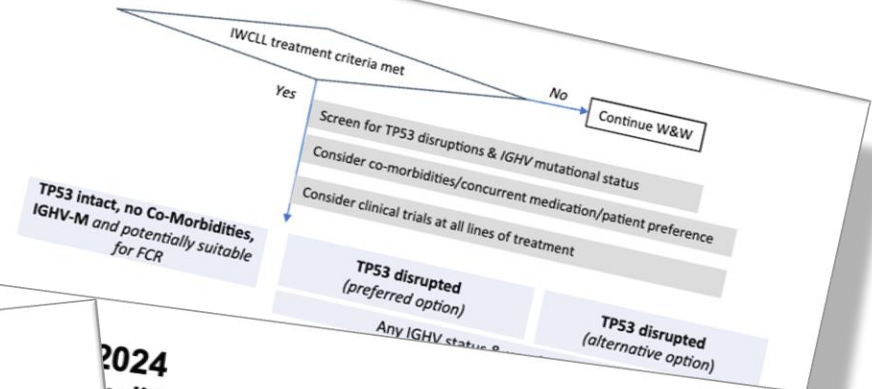 IWCLL treatment criteria met
No
Yes
Continue W&W
Screen for TP53 disruptions & IGHV mutational status
Consider co-morbidities/concurrent medication/patient preference
Consider clinical trials at all lines of treatment
TP53 intact, no Co-Morbidities,
IGHV-M and potentially suitable
for FCR
TP53 disrupted
(preferred option)
TP53 disrupted
(alternative option)
Any IGHV status &
2024